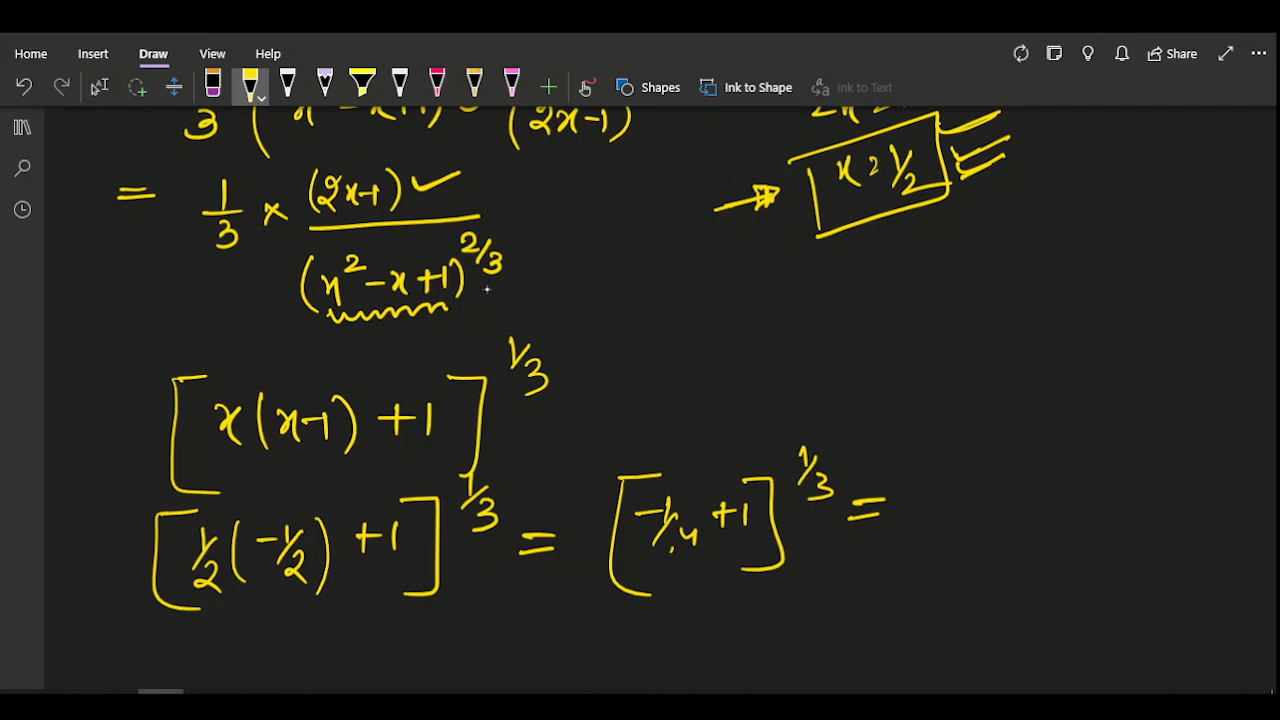 Home Insert Draw View Help
Share
Shapes Ink to Shape Ink to Text
3 (2x-1)
= 1/3 × (2x-1) / (x² - x + 1)^2/3
x = 1/2
[x(x-1) + 1]^1/3
[1/2(-1/2) + 1]^1/3 = [-1/4 + 1]^1/3 =